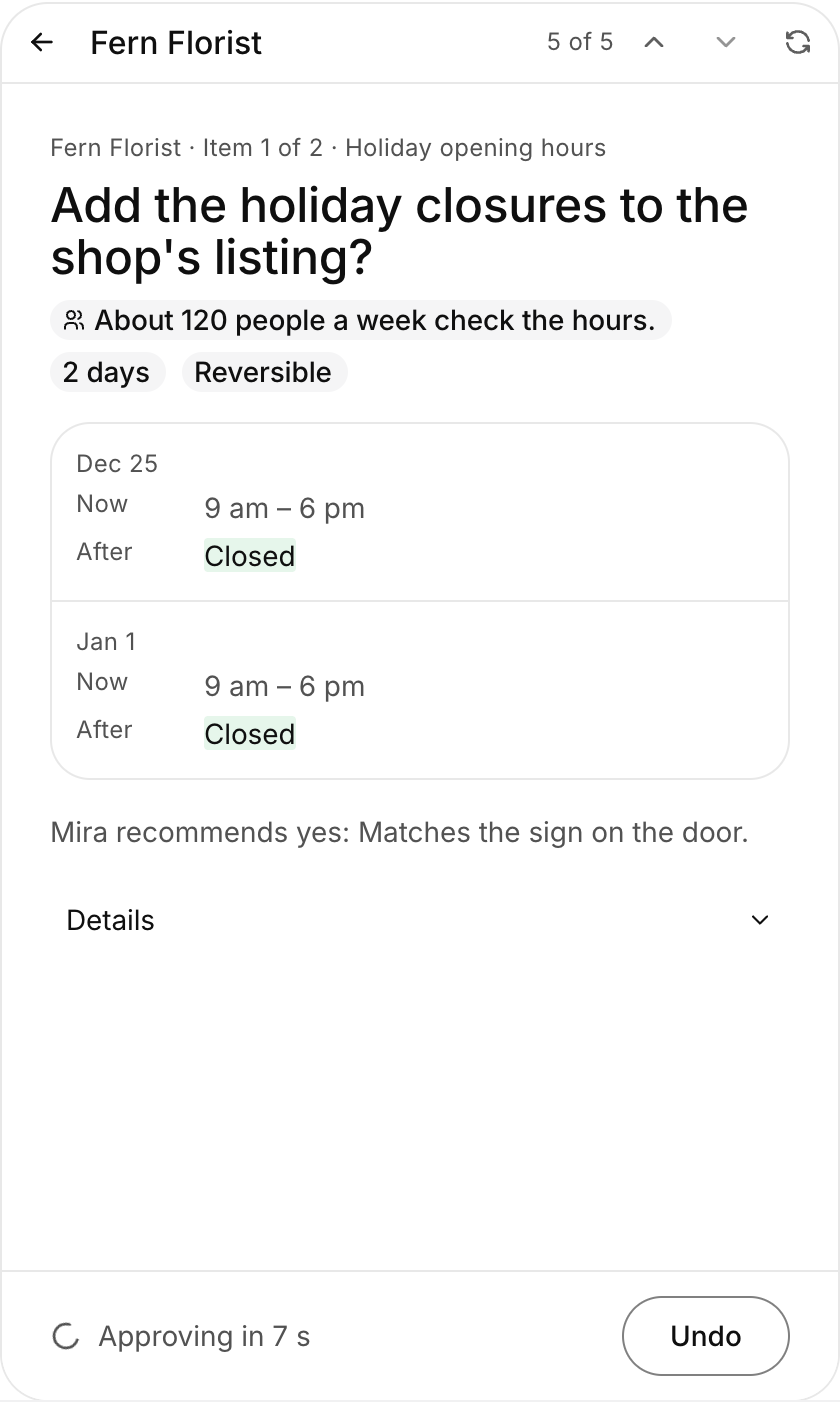 Fern Florist
5 of 5
Fern Florist · Item 1 of 2 · Holiday opening hours
Add the holiday closures to the
shop's listing?
About 120 people a week check the hours.
2 days
Reversible
Dec 25
Now 9 am – 6 pm
After Closed
Jan 1
Now 9 am – 6 pm
After Closed
Mira recommends yes: Matches the sign on the door.
Details
Approving in 7 s
Undo